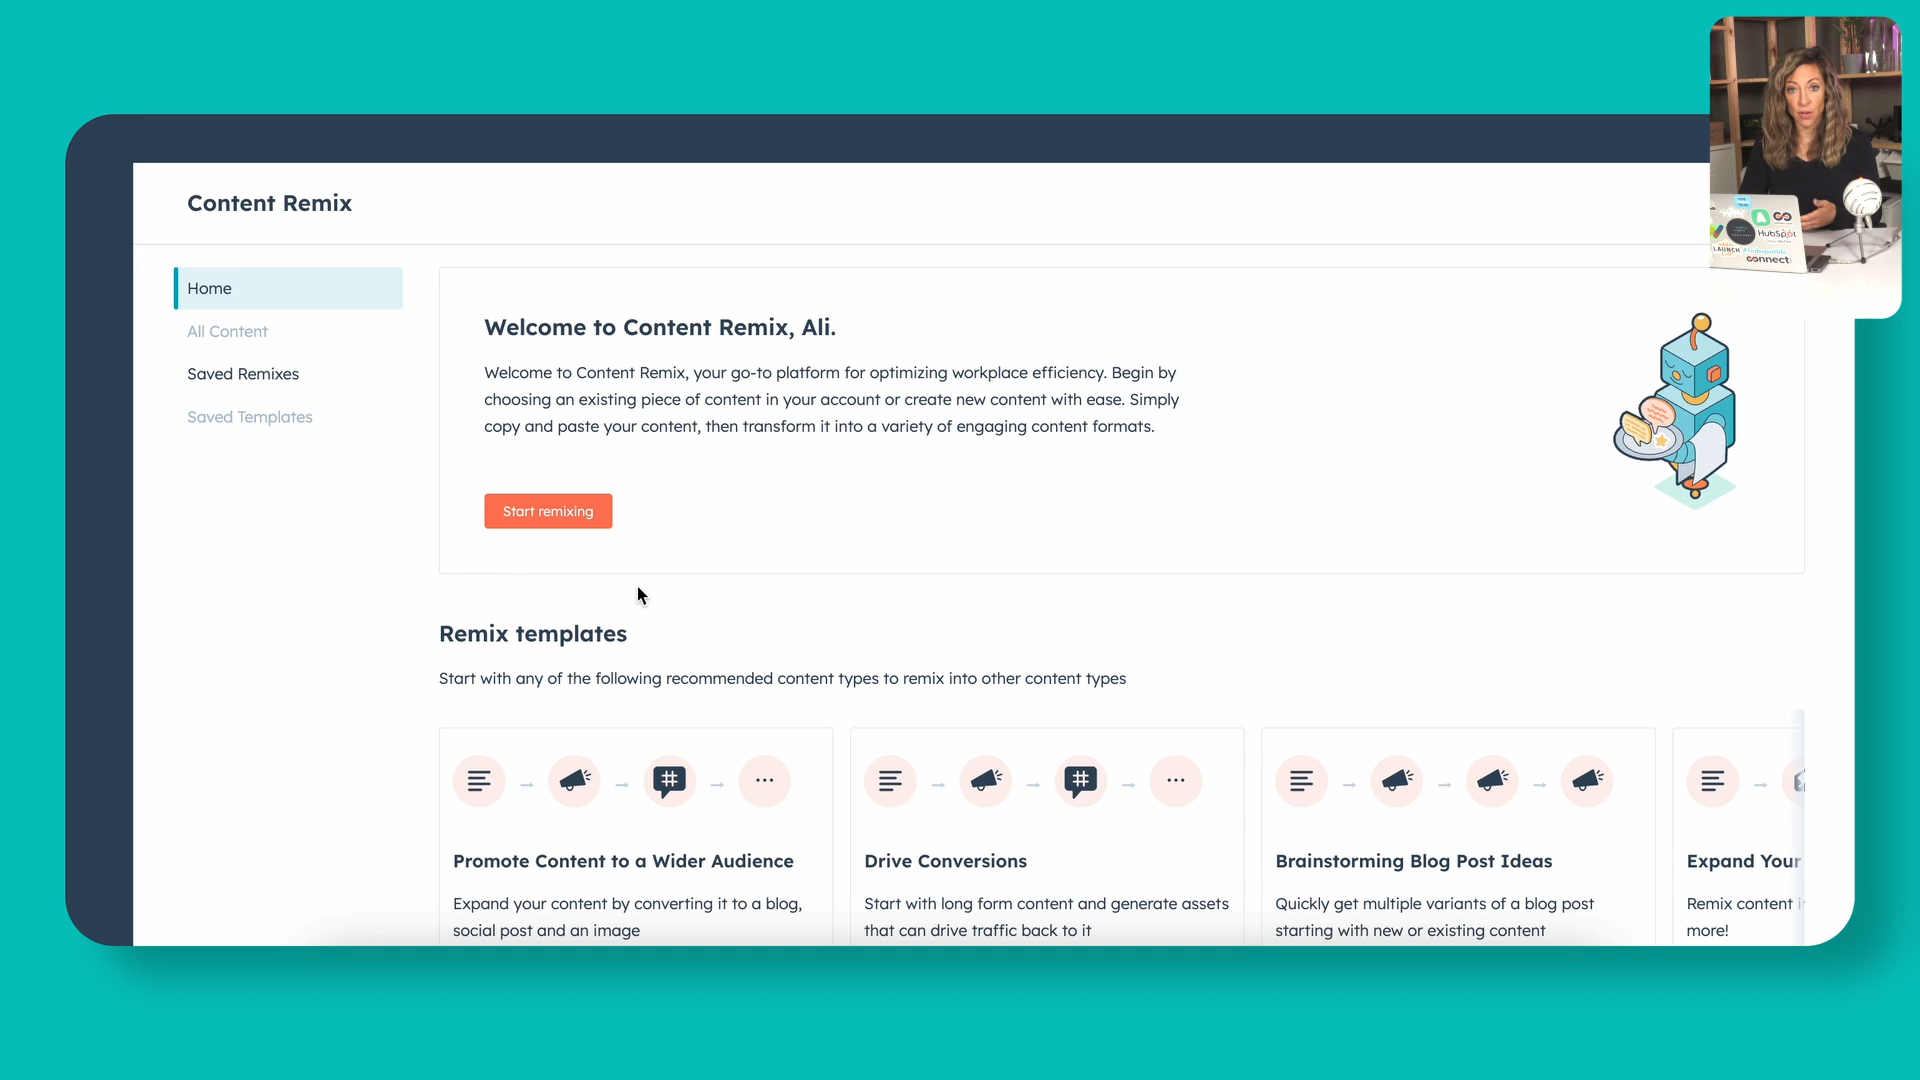 Content Remix
Home
All Content
Saved Remixes
Saved Templates
Welcome to Content Remix, Ali.
Welcome to Content Remix, your go-to platform for optimizing workplace efficiency. Begin by
choosing an existing piece of content in your account or create new content with ease. Simply
copy and paste your content, then transform it into a variety of engaging content formats.
Start remixing
Remix templates
Start with any of the following recommended content types to remix into other content types
Promote Content to a Wider Audience
Expand your content by converting it to a blog,
social post and an image
Drive Conversions
Start with long form content and generate assets
that can drive traffic back to it
Brainstorming Blog Post Ideas
Quickly get multiple variants of a blog post
starting with new or existing content
Expand Your
Remix content
more!
HubSpot
LAUNCH
connect